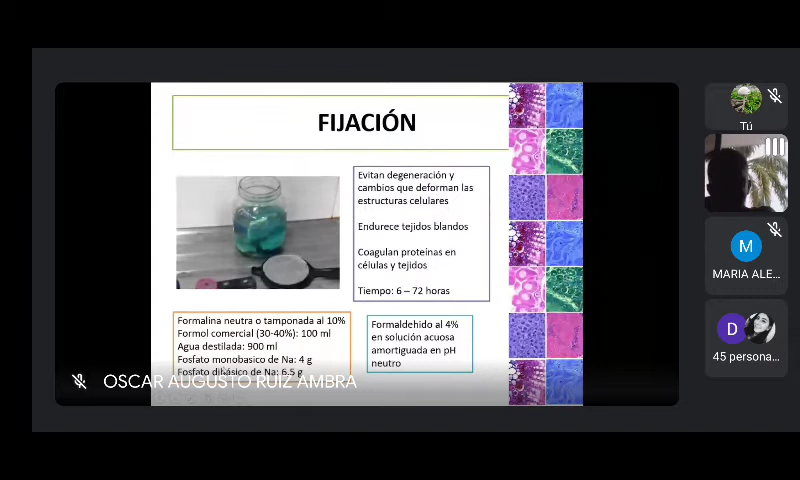 FIJACIÓN
Evitan degeneración y
cambios que deforman las
estructuras celulares
Endurece tejidos blandos
Coagulan proteínas en
células y tejidos
Tiempo: 6 – 72 horas
Formalina neutra o tamponada al 10%
Formol comercial (30-40%): 100 ml
Agua destilada: 900 ml
Fosfato monobasico de Na: 4 g
Fosfato dibásico de Na: 6.5 g
Formaldehido al 4%
en solución acuosa
amortiguada en pH
neutro
OSCAR AUGUSTO RUIZ AMBRA
Tú
M
MARIA ALE...
D
45 persona...